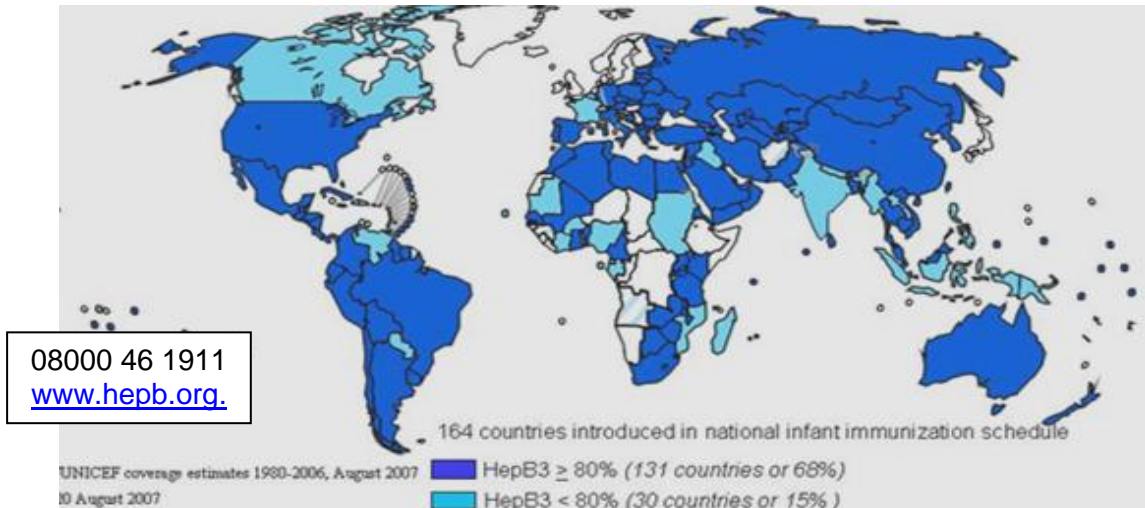 08000 46 1911
www.hepb.org.
164 countries introduced in national infant immunization schedule
/UNICEF coverage estimates 1980-2006, August 2007
HepB3 ≥ 80% (131 countries or 68%)
20 August 2007
HepB3 < 80% (30 countries or 15% )